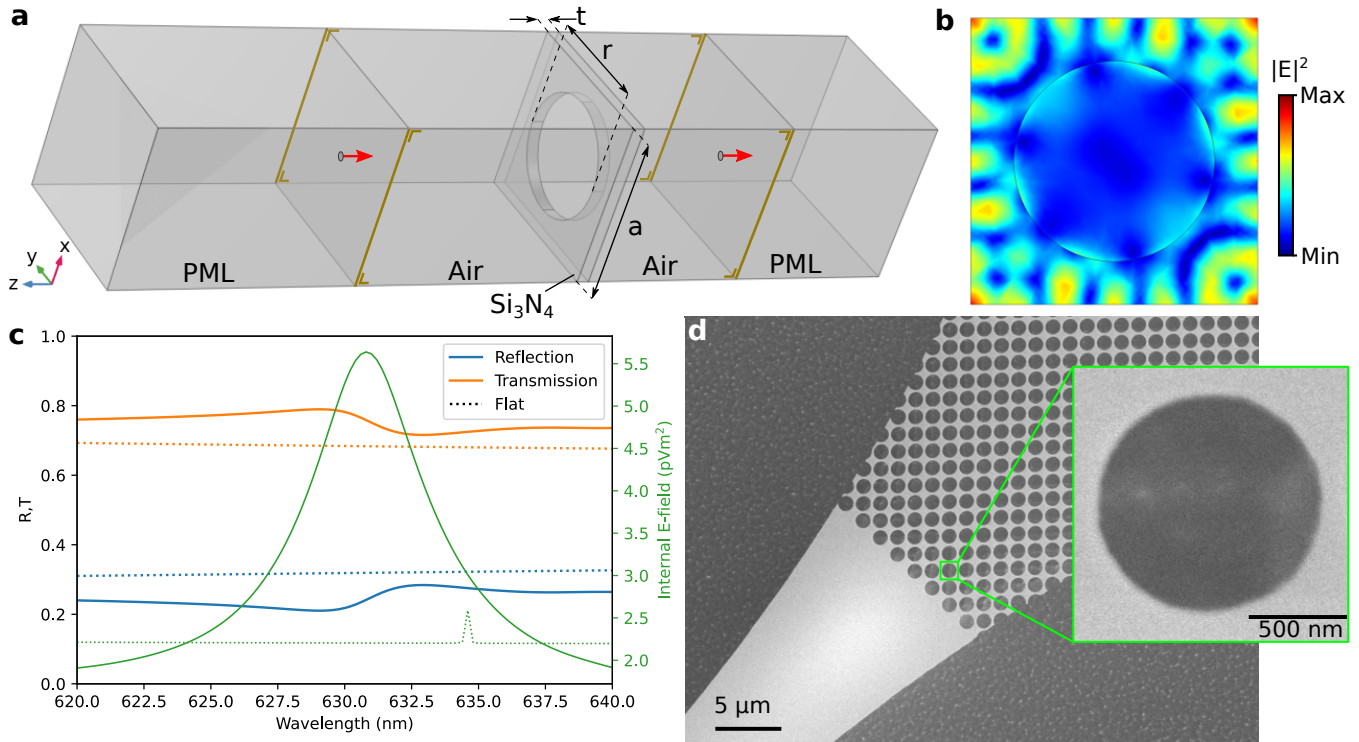 a
t
r
a
PML
Air
Air
PML
Si₃N₄
x
y
z
b
|E|²
Max
Min
c
1.0
0.8
0.6
0.4
0.2
0.0
R,T
620.0 622.5 625.0 627.5 630.0 632.5 635.0 637.5 640.0
Wavelength (nm)
5.5
5.0
4.5
4.0
3.5
3.0
2.5
2.0
Internal E-field (pVm²)
Reflection
Transmission
Flat
d
5 μm
500 nm